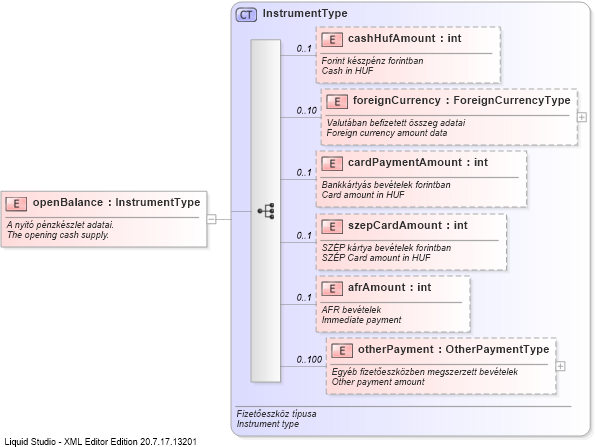 CT InstrumentType
0..1
E cashHufAmount : int
Forint készpénz forintban
Cash in HUF
0..10
E foreignCurrency : ForeignCurrencyType
Valutában befizetett összeg adatai
Foreign currency amount data
0..1
E cardPaymentAmount : int
Bankkártyás bevételek forintban
Card amount in HUF
E openBalance : InstrumentType
A nyitó pénzkészlet adatai.
The opening cash supply.
0..1
E szepCardAmount : int
SZÉP kártya bevételek forintban
SZÉP Card amount in HUF
0..1
E afrAmount : int
AFR bevételek
Immediate payment
0..100
E otherPayment : OtherPaymentType
Egyéb fizetőeszközben megszerzett bevételek
Other payment amount
Fizetőeszköz típusa
Instrument type
Liquid Studio - XML Editor Edition 20.7.17.13201